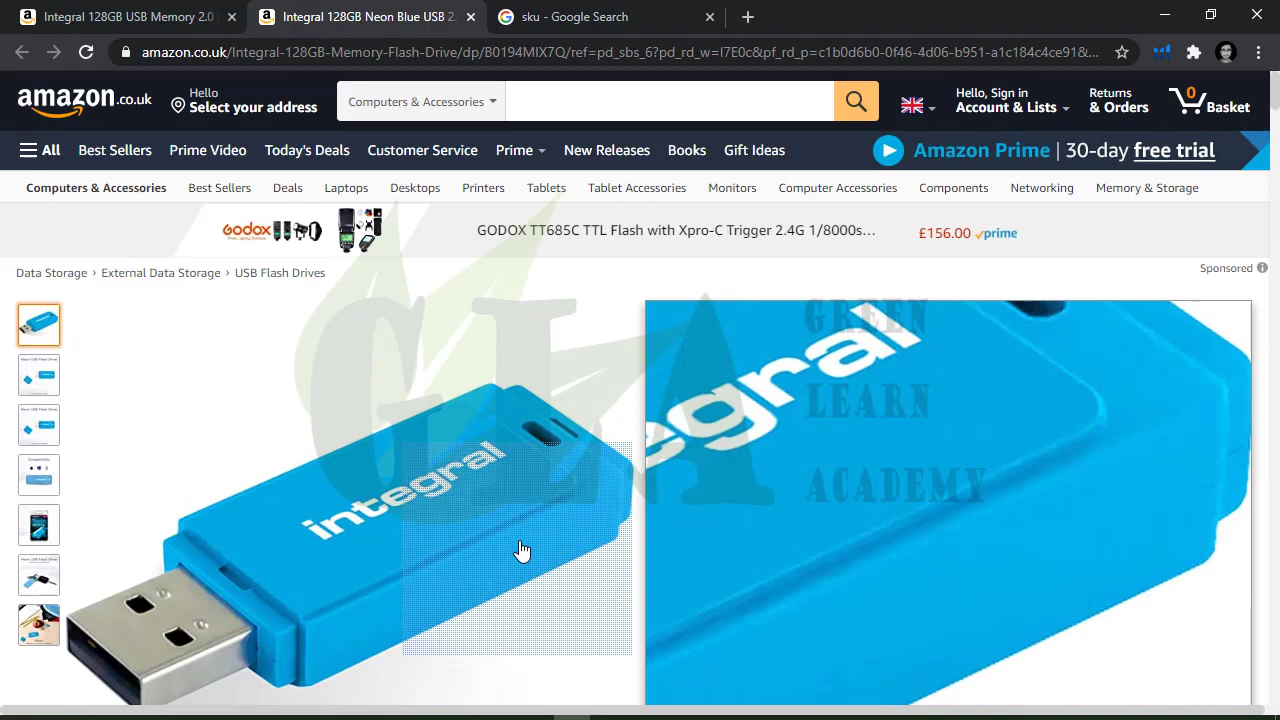 Integral 128GB USB Memory 2.0
Integral 128GB Neon Blue USB 2.
sku - Google Search
amazon.co.uk/Integral-128GB-Memory-Flash-Drive/dp/B0194MIX7Q/ref=pd_sbs_6?pd_rd_w=I7E0c&pf_rd_p=c1b0d6b0-0f46-4d06-b951-a1c184c4ce91&...
amazon.co.uk
Hello
Select your address
Computers & Accessories
Hello, Sign in
Account & Lists
Returns
& Orders
0
Basket
All
Best Sellers
Prime Video
Today's Deals
Customer Service
Prime
New Releases
Books
Gift Ideas
Amazon Prime | 30-day free trial
Computers & Accessories
Best Sellers
Deals
Laptops
Desktops
Printers
Tablets
Tablet Accessories
Monitors
Computer Accessories
Components
Networking
Memory & Storage
Godox
GODOX TT685C TTL Flash with Xpro-C Trigger 2.4G 1/8000s...
£156.00 prime
Data Storage › External Data Storage › USB Flash Drives
Sponsored
integral
egral
GLA
GREEN
LEARN
ACADEMY